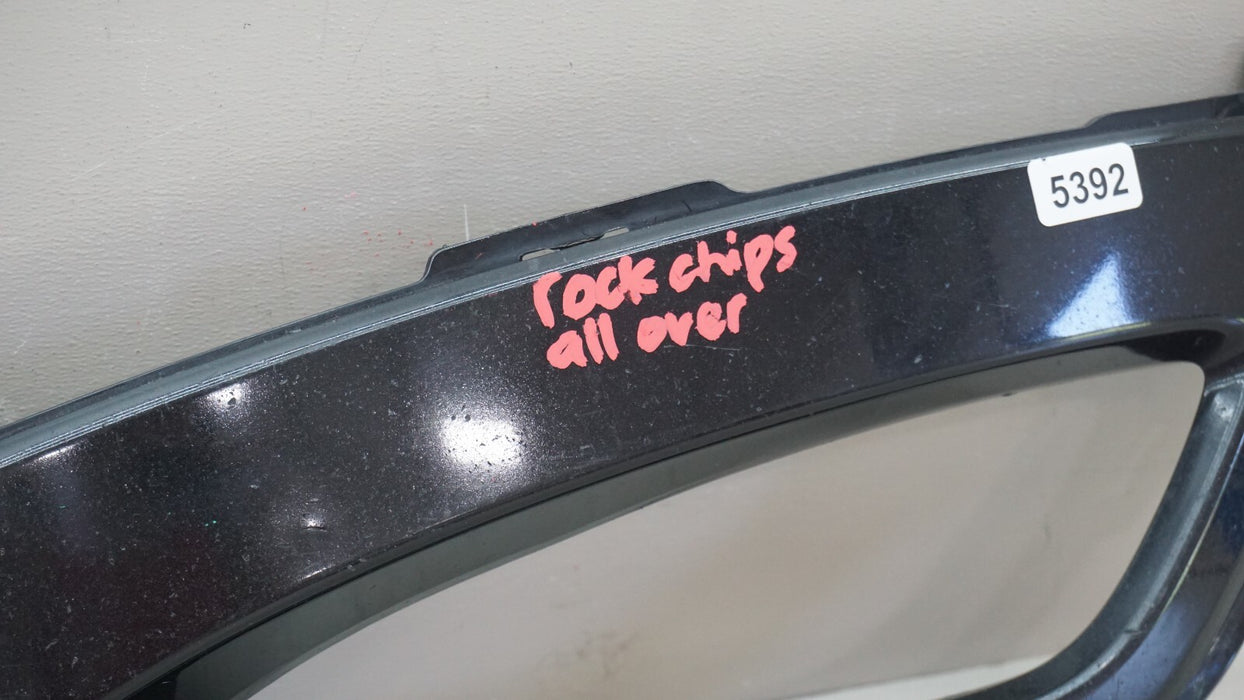 5392
rock chips
all over